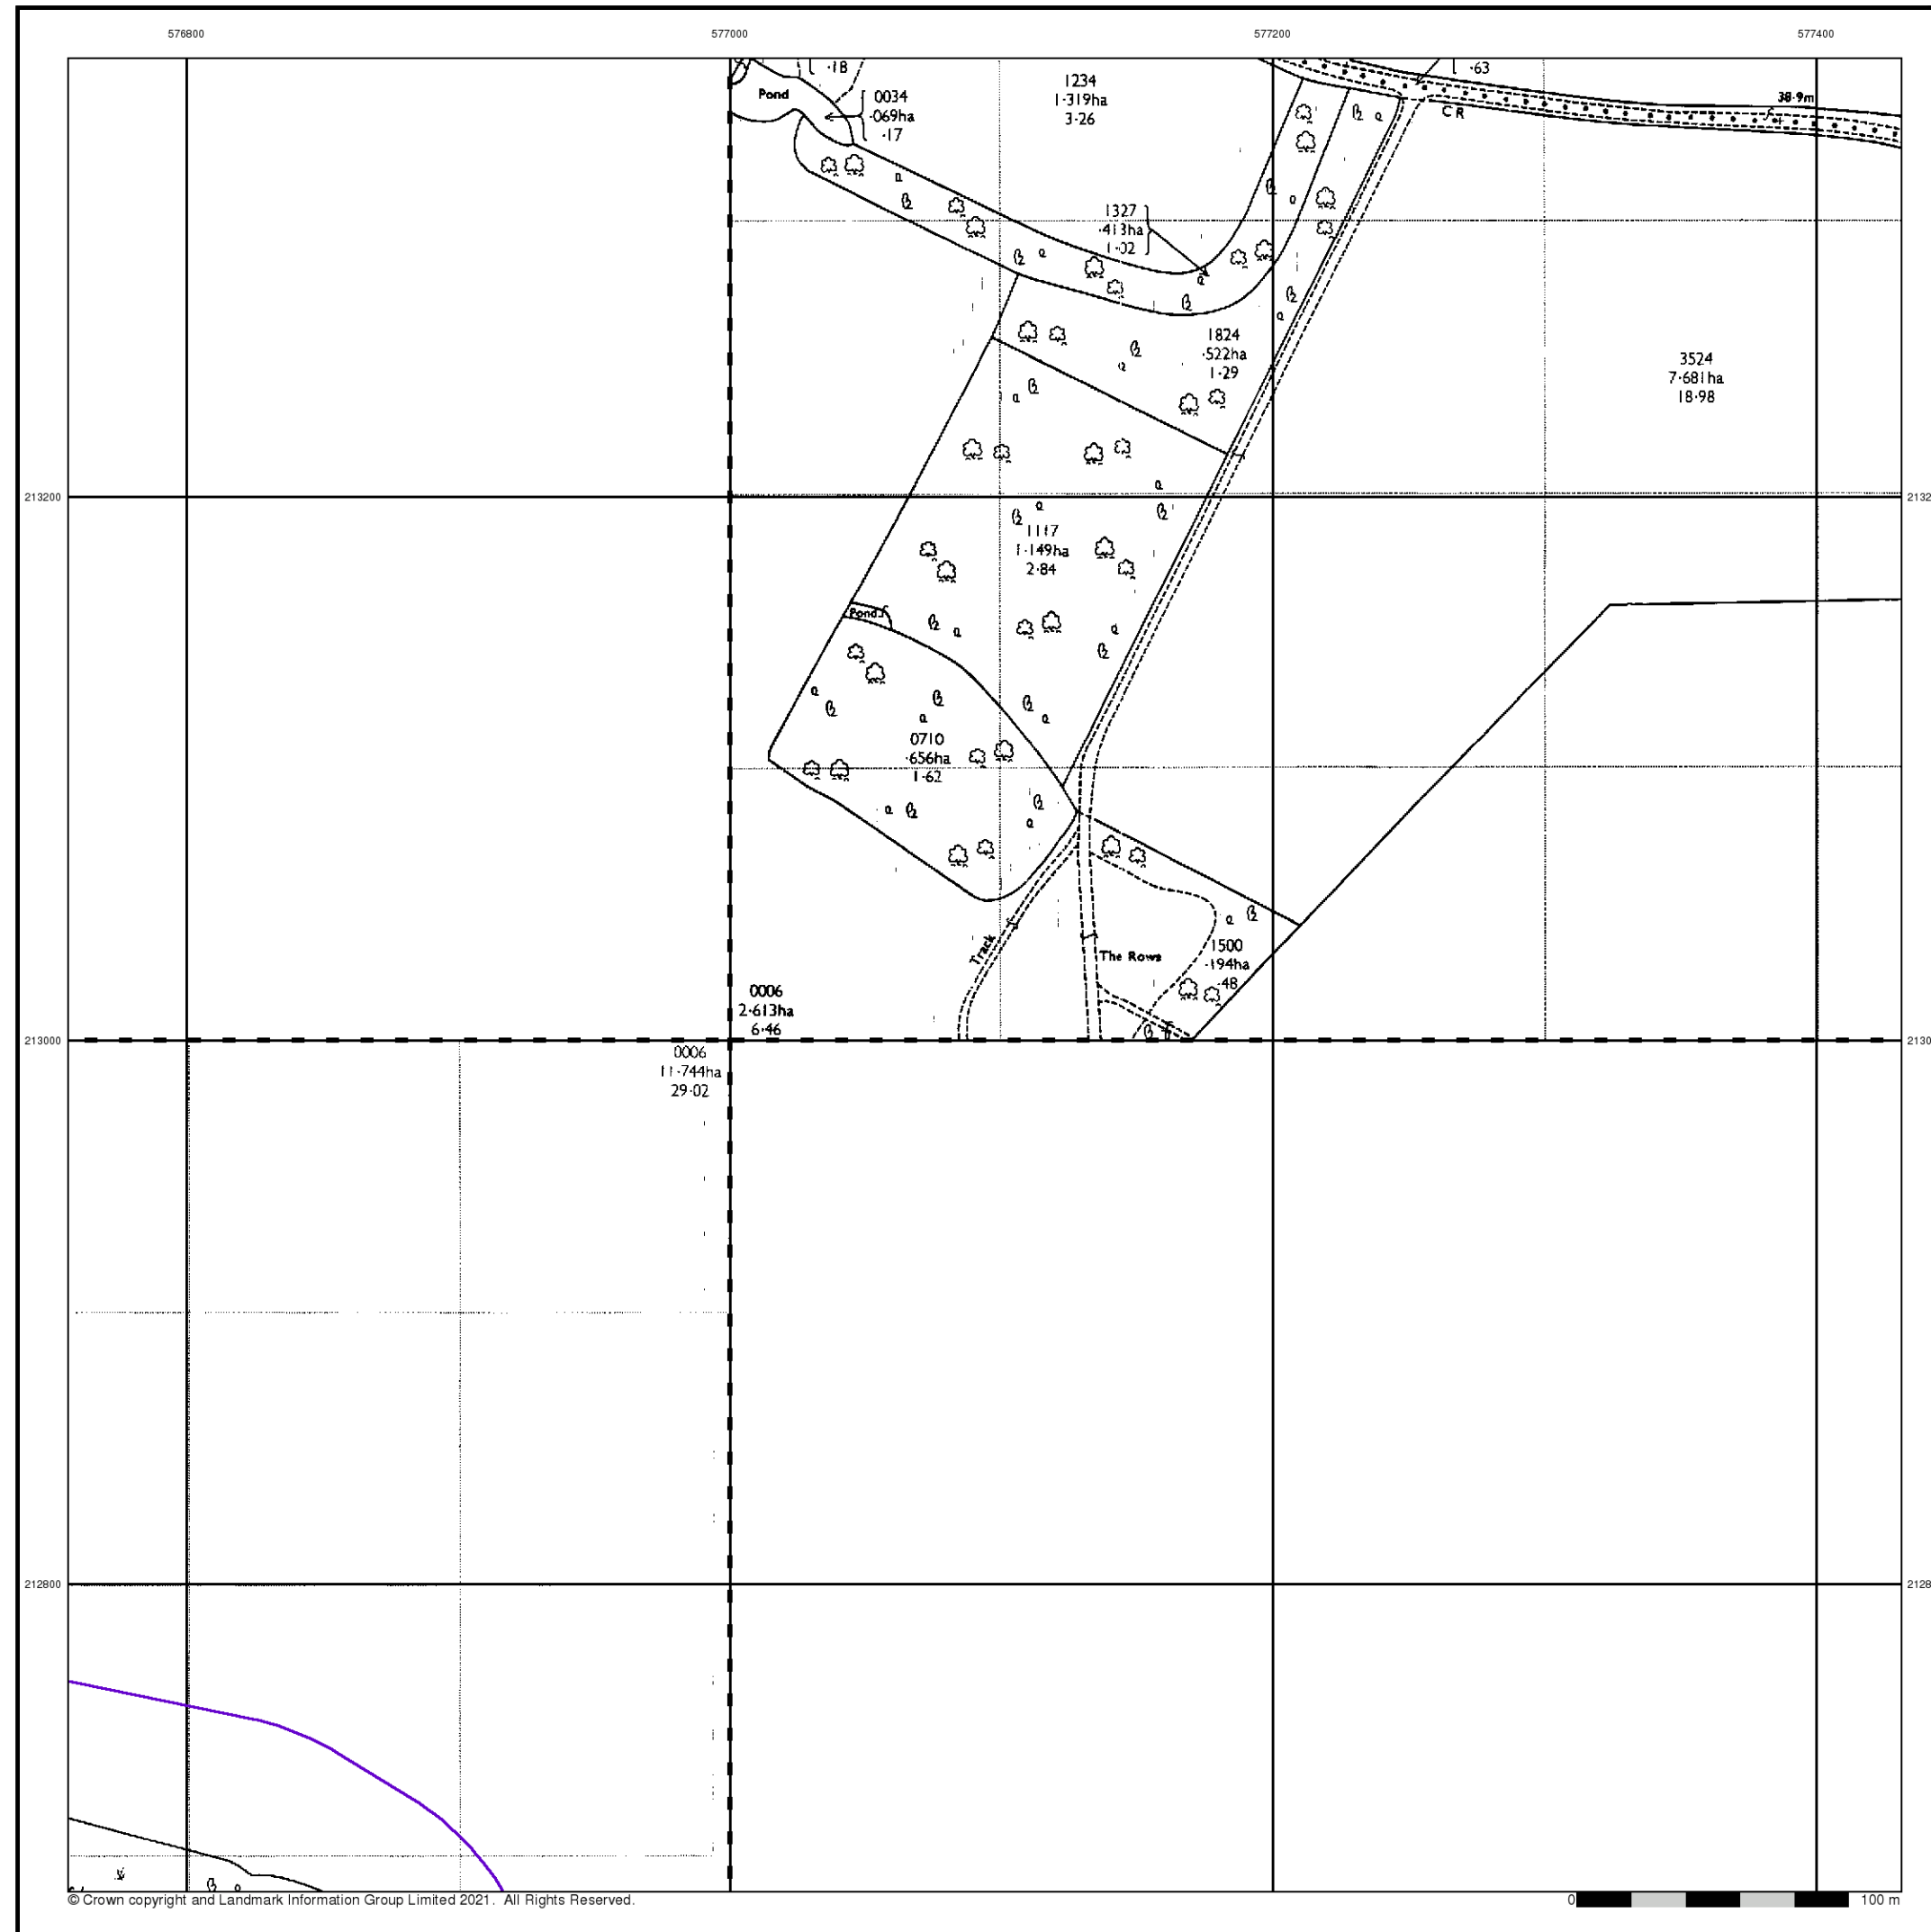 576800
577000
577200
577400
·18
·63
Pond
0034
·069ha
·17
1234
1·319ha
3·26
38·9m
C R
1327
·413ha
1·02
1824
·522ha
1·29
3524
7·681ha
18·98
213200
2132
1117
1·149ha
2·84
Pond
0710
·656ha
1·62
Track
The Rows
1500
·194ha
·48
0006
2·613ha
6·46
213000
2130
0006
11·744ha
29·02
212800
2128
© Crown copyright and Landmark Information Group Limited 2021. All Rights Reserved.
0
100 m